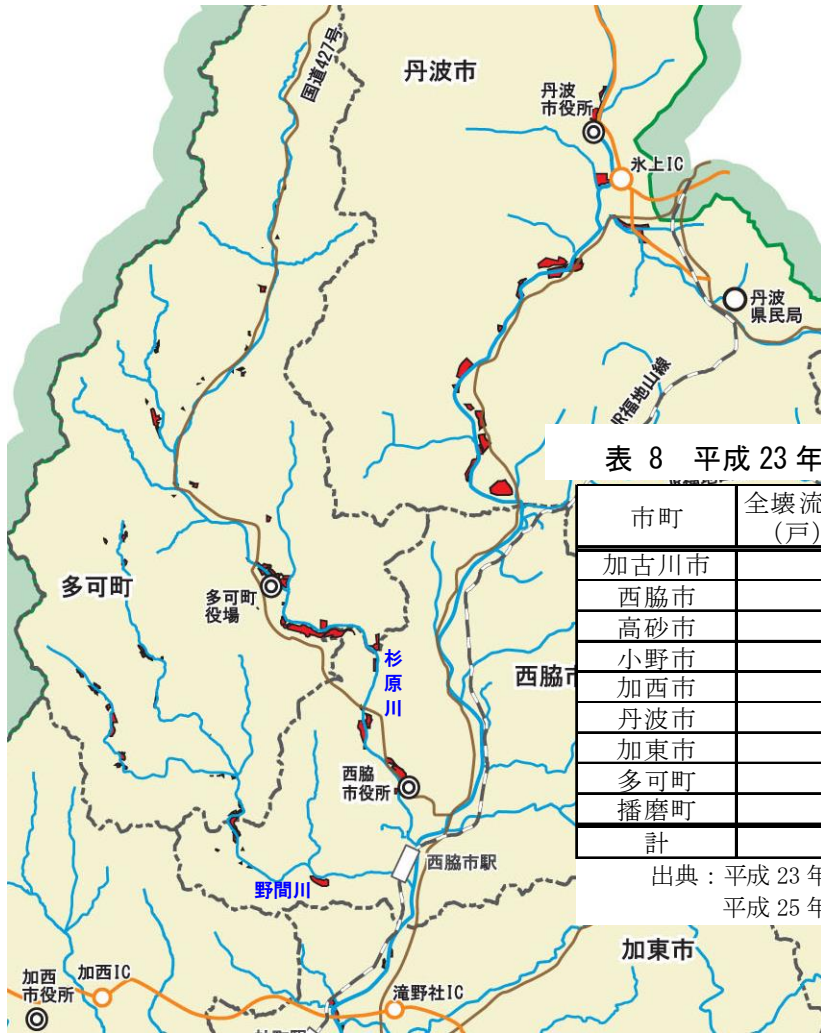 国道427号
丹波市
丹波
市役所
氷上IC
丹波
県民局
JR福地山線
多可町
多可町
役場
杉原川
西脇市
西脇
市役所
西脇市駅
野間川
加東市
加西
市役所
加西IC
滝野社IC
表 8 平成 23 年
市町
全壊流
(戸)
加古川市
西脇市
高砂市
小野市
加西市
丹波市
加東市
多可町
播磨町
計
出典：平成 23 年
平成 25 年